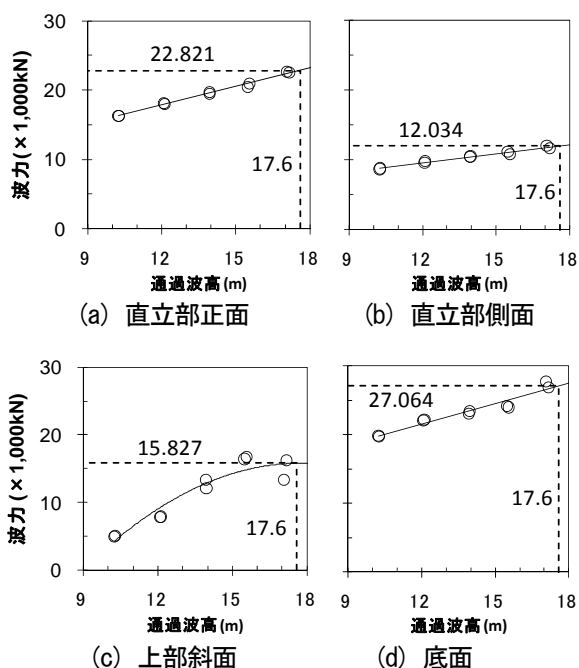 30
22.821
20
10
17.6
0
9 12 15 18
波力(×1,000kN)
通過波高(m)
(a) 直立部正面
12.034
17.6
9 12 15 18
通過波高(m)
(b) 直立部側面
30
20
15.827
10
17.6
0
9 12 15 18
波力(×1,000kN)
通過波高(m)
(c) 上部斜面
27.064
17.6
9 12 15 18
通過波高(m)
(d) 底面